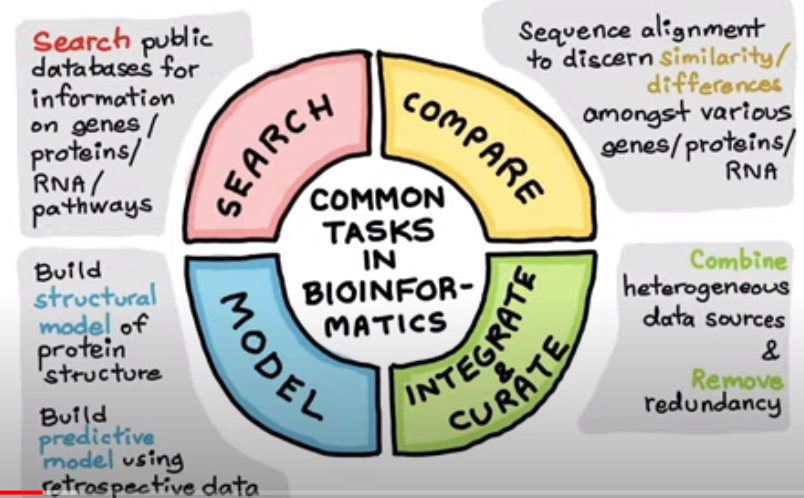 Search public
databases for
information
on genes/
proteins/
RNA/
pathways
Sequence alignment
to discern similarity/
differences
amongst various
genes/proteins/
RNA
SEARCH
COMPARE
COMMON
TASKS
IN
BIOINFOR-
MATICS
MODEL
INTEGRATE
&
CURATE
Build
structural
model of
protein
structure
Build
predictive
model using
retrospective data
Combine
heterogeneous
data sources
&
Remove
redundancy